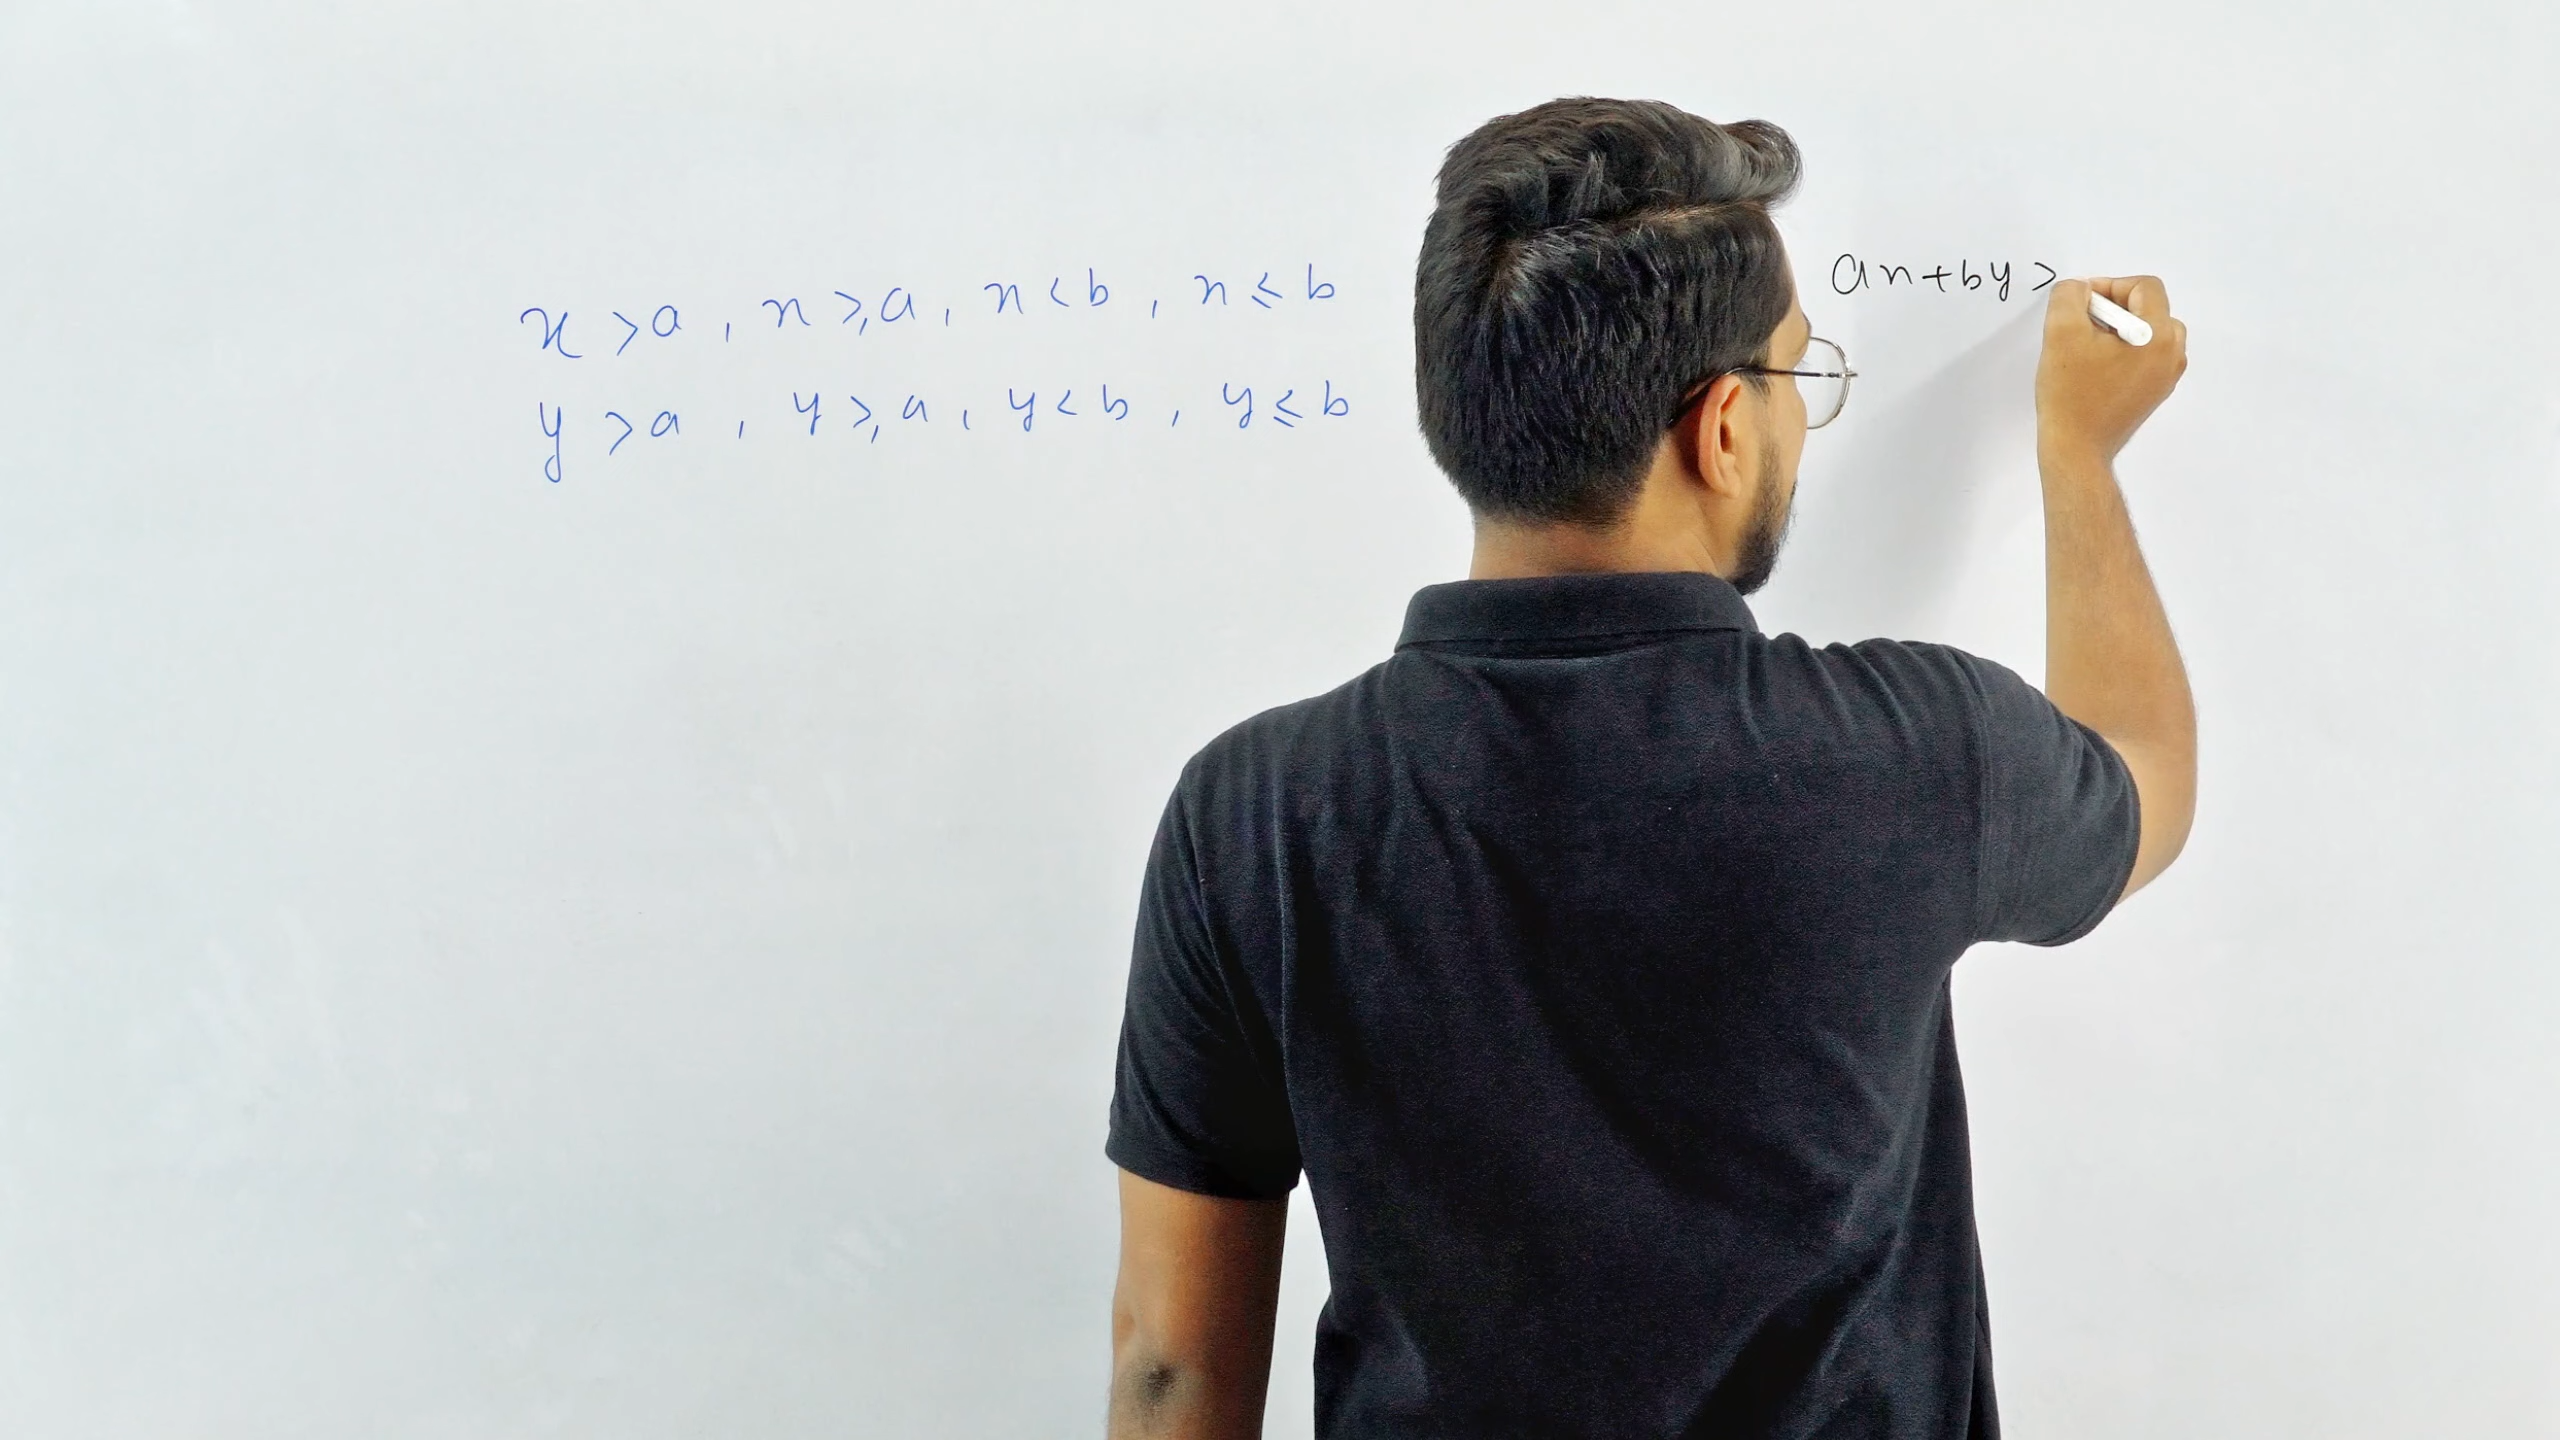 x > a , x ⩾ a , x < b , x ⩽ b
y > a , y ⩾ a , y < b , y ⩽ b
ax + by >